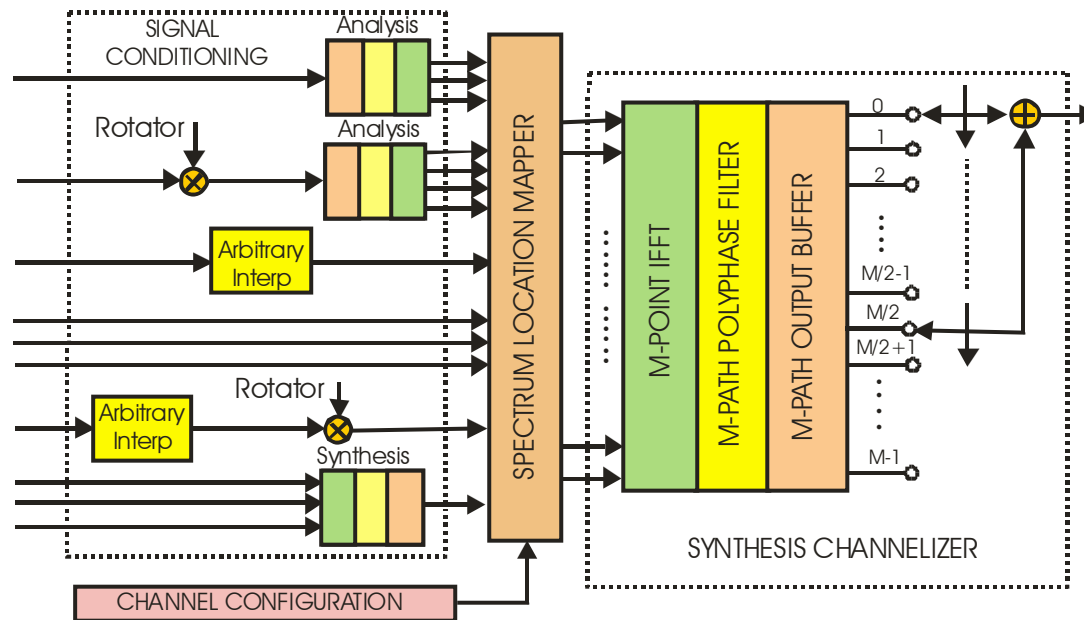 SIGNAL
CONDITIONING
Analysis
Rotator
Analysis
Arbitrary
Interp
Rotator
Arbitrary
Interp
Synthesis
CHANNEL CONFIGURATION
SPECTRUM LOCATION MAPPER
M-POINT IFFT
M-PATH POLYPHASE FILTER
M-PATH OUTPUT BUFFER
0
1
2
M/2-1
M/2
M/2+1
M-1
SYNTHESIS CHANNELIZER